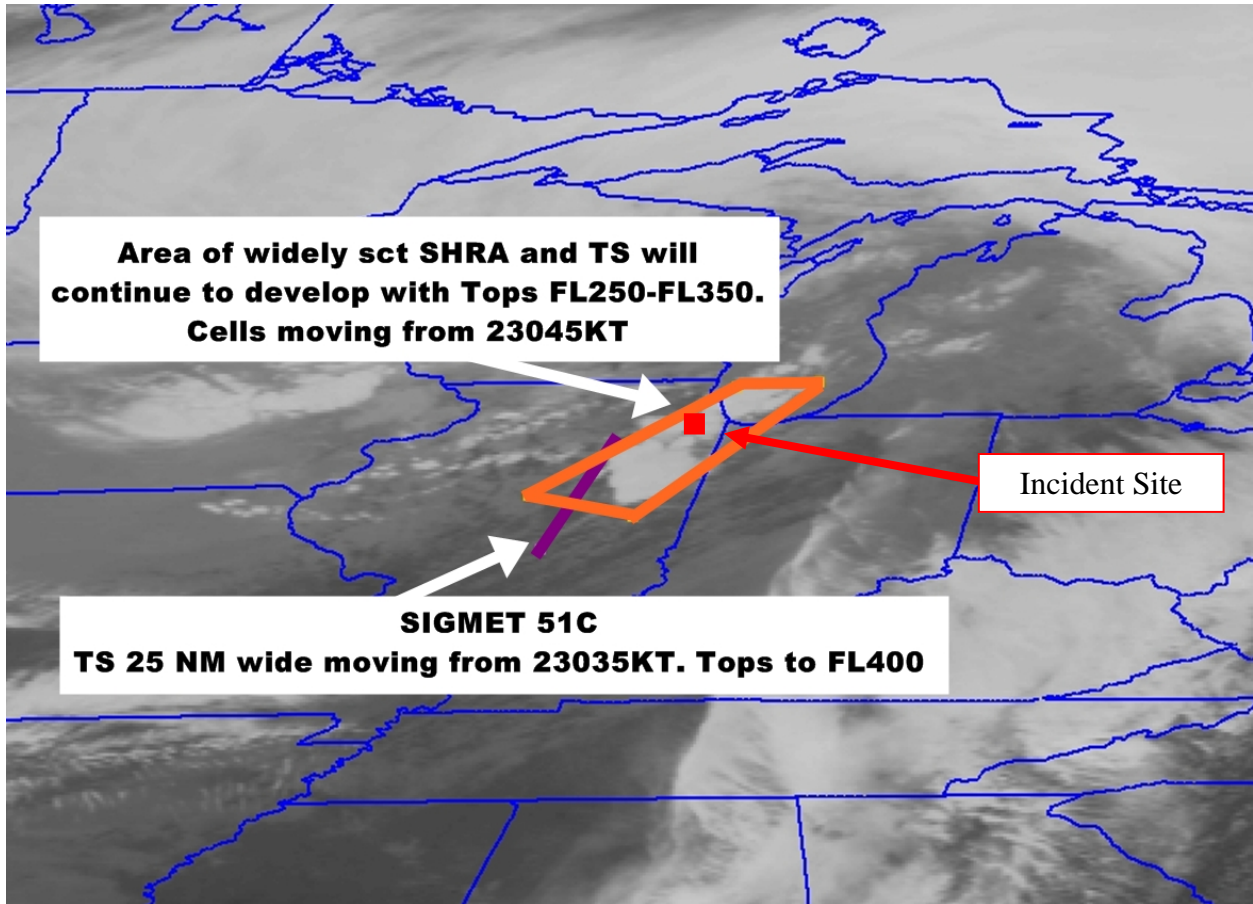 Area of widely sct SHRA and TS will
continue to develop with Tops FL250-FL350.
Cells moving from 23045KT
Incident Site
SIGMET 51C
TS 25 NM wide moving from 23035KT. Tops to FL400